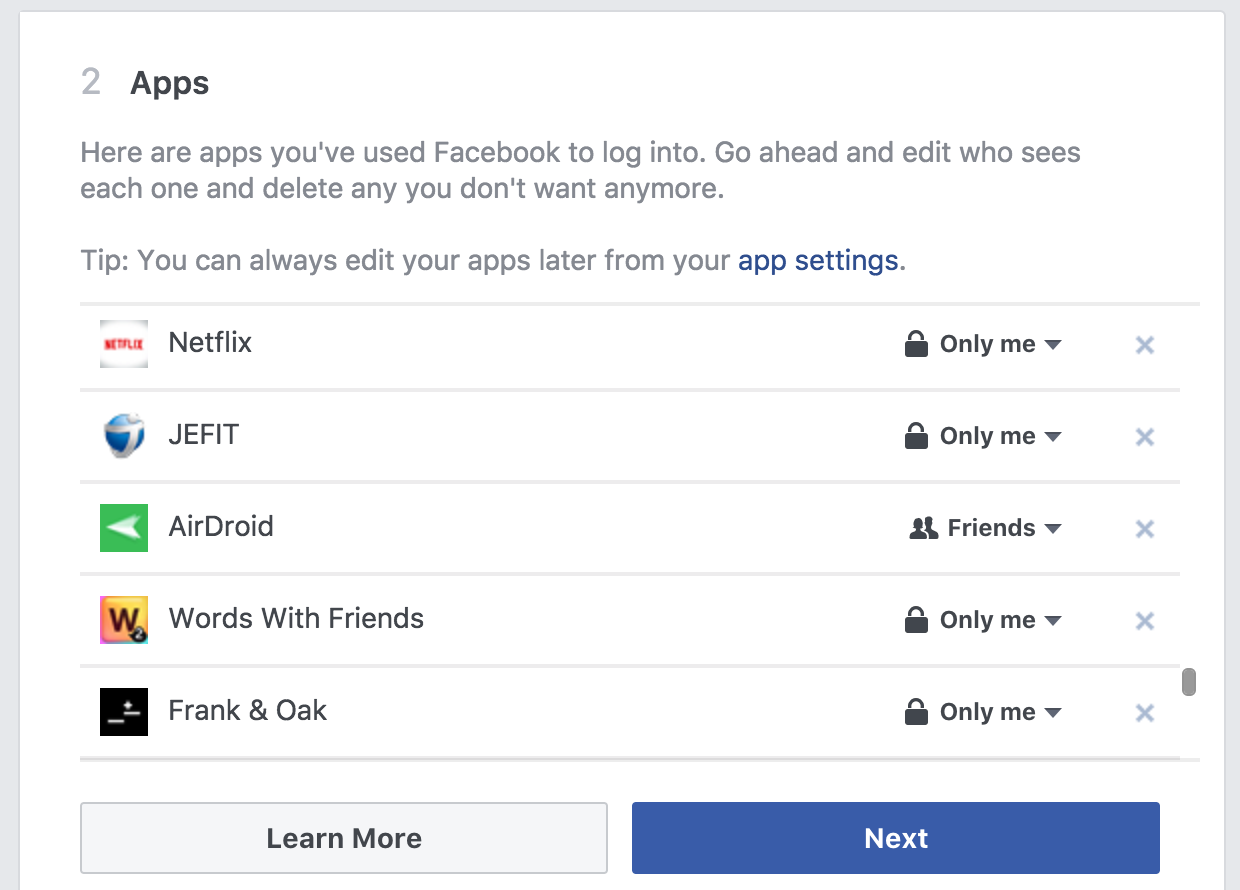 2 Apps
Here are apps you've used Facebook to log into. Go ahead and edit who sees
each one and delete any you don't want anymore.
Tip: You can always edit your apps later from your app settings.
NETFLIX Netflix Only me
JEFIT Only me
AirDroid Friends
W 2 Words With Friends Only me
Frank & Oak Only me
Learn More Next